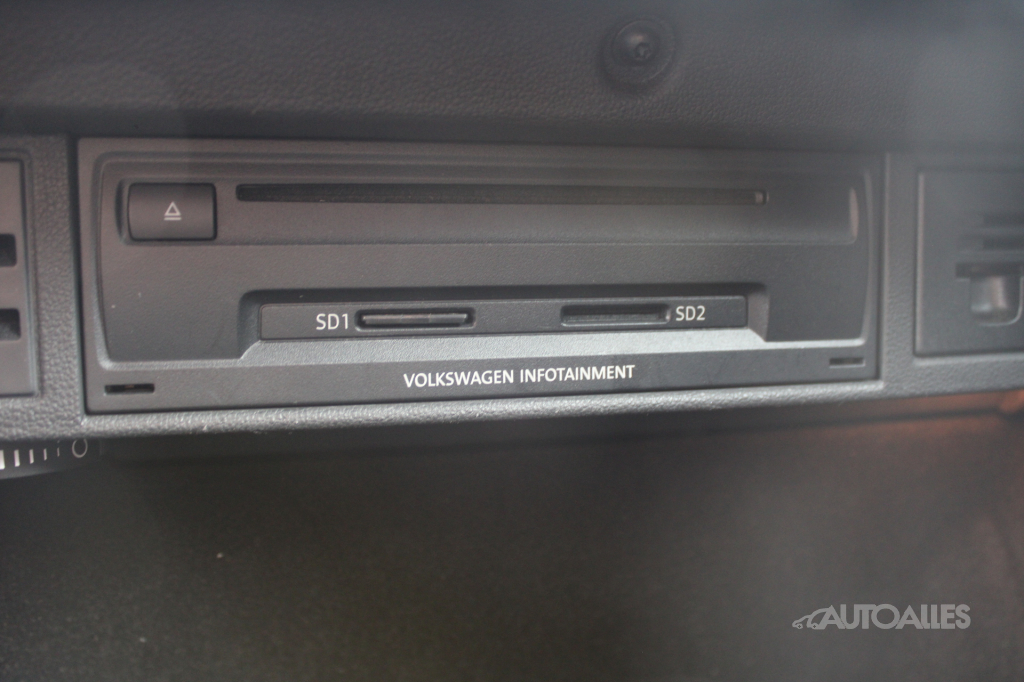 SD1 SD2
VOLKSWAGEN INFOTAINMENT
AUTOALLES